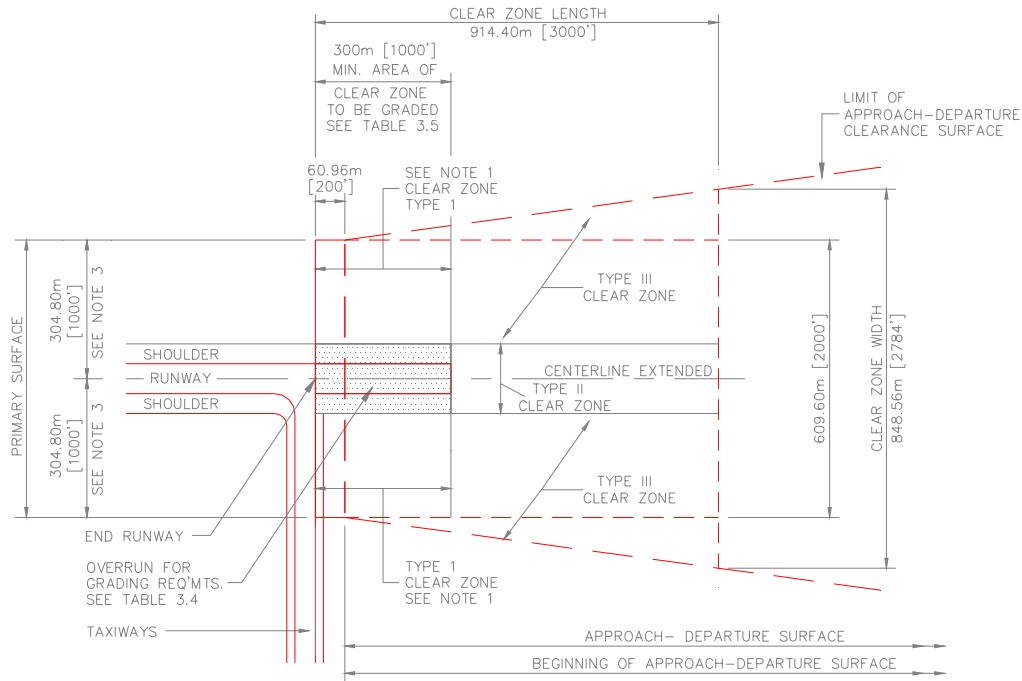 CLEAR ZONE LENGTH
914.40m [3000']
300m [1000']
MIN. AREA OF
CLEAR ZONE
TO BE GRADED
SEE TABLE 3.5
LIMIT OF
APPROACH-DEPARTURE
CLEARANCE SURFACE
60.96m
[200']
SEE NOTE 1
CLEAR ZONE
TYPE 1
PRIMARY SURFACE
304.80m
[1000']
SEE NOTE 3
304.80m
[1000']
SEE NOTE 3
TYPE III
CLEAR ZONE
SHOULDER
RUNWAY
SHOULDER
CENTERLINE EXTENDED
TYPE II
CLEAR ZONE
609.60m [2000']
CLEAR ZONE WIDTH
848.56m [2784']
TYPE III
CLEAR ZONE
END RUNWAY
OVERRUN FOR
GRADING REQ'MTS.
SEE TABLE 3.4
TYPE 1
CLEAR ZONE
SEE NOTE 1
TAXIWAYS
APPROACH- DEPARTURE SURFACE
BEGINNING OF APPROACH-DEPARTURE SURFACE